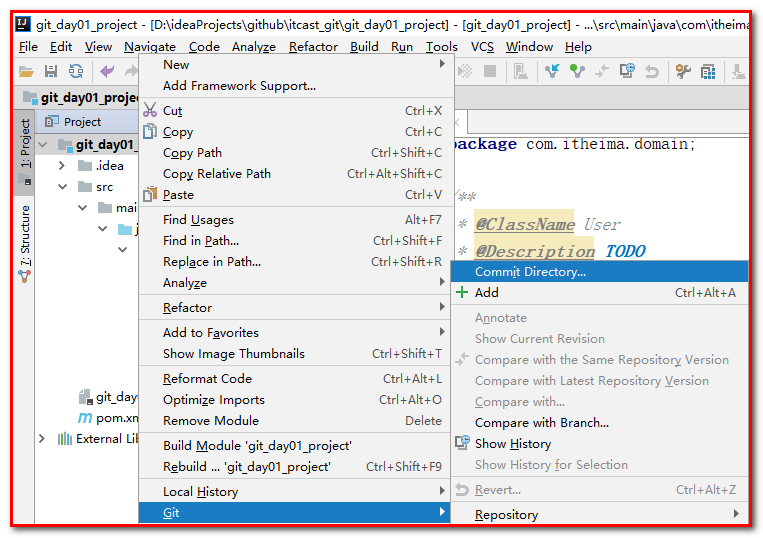 git_day01_project [D:\ideaProjects\github\itcast_git\git_day01_project] - [git_day01_project] - ...\src\main\java\com\itheima
File Edit View Navigate Code Analyze Refactor Build Run Tools VCS Window Help
git_day01_proje
Project
1: Project
7: Structure
git_day01_
.idea
src
mai
j
git_day
pom.xm
External Lib
New
Add Framework Support...
Cut Ctrl+X
Copy Ctrl+C
Copy Path Ctrl+Shift+C
Copy Relative Path Ctrl+Alt+Shift+C
Paste Ctrl+V
Find Usages Alt+F7
Find in Path... Ctrl+Shift+F
Replace in Path... Ctrl+Shift+R
Analyze
Refactor
Add to Favorites
Show Image Thumbnails Ctrl+Shift+T
Reformat Code Ctrl+Alt+L
Optimize Imports Ctrl+Alt+O
Remove Module Delete
Build Module 'git_day01_project'
Rebuild ... 'git_day01_project' Ctrl+Shift+F9
Local History
Git
package com.itheima.domain;
/**
* @ClassName User
* @Description TODO
Commit Directory...
Add Ctrl+Alt+A
Annotate
Show Current Revision
Compare with the Same Repository Version
Compare with Latest Repository Version
Compare with...
Compare with Branch...
Show History
Show History for Selection
Revert... Ctrl+Alt+Z
Repository